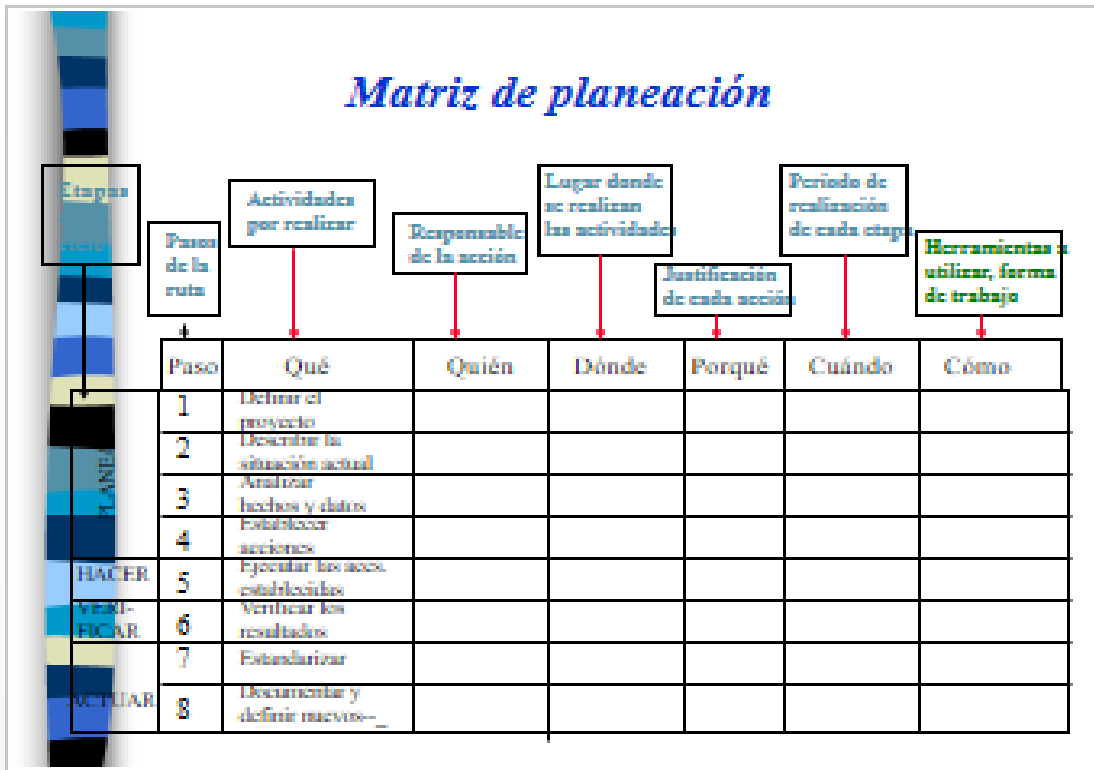 Matriz de planeación
Etapas
Pasos
de la
ruta
Actividades
por realizar
Responsable
de la acción
Lugar donde
se realizan
las actividades
Justificación
de cada acción
Periodo de
realización
de cada etapa
Herramientas a
utilizar, forma
de trabajo
Paso Qué Quién Dónde Porqué Cuándo Cómo
PLANEA
1 Definir el
proyecto
2 Describir la
situación actual
3 Analizar
hechos y datos
4 Establecer
acciones
HACER 5 Ejecutar las accs.
establecidas
VERI-
FICAR 6 Verificar los
resultados
7 Estandarizar
ACTUAR 8 Documentar y
definir nuevos--_